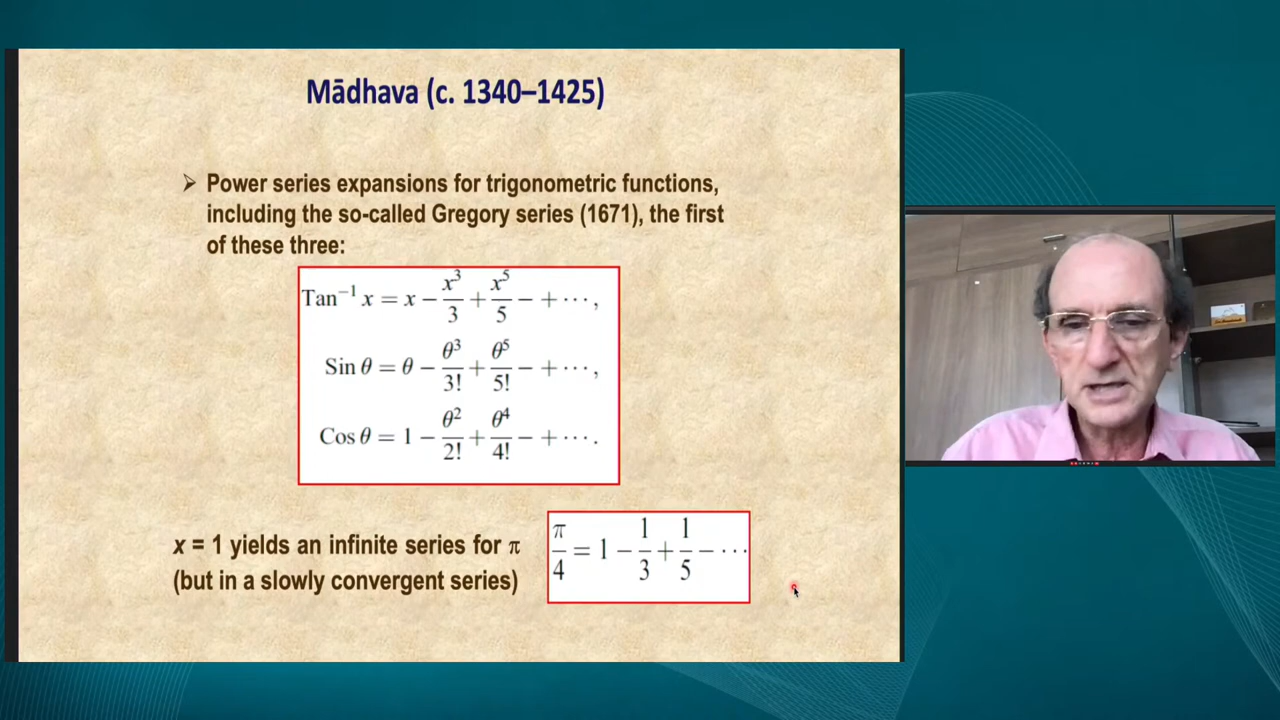 Mādhava (c. 1340–1425)
➢ Power series expansions for trigonometric functions,
including the so-called Gregory series (1671), the first
of these three:
Tan⁻¹ x = x − x³/3 + x⁵/5 − + ⋯ ,
Sin θ = θ − θ³/3! + θ⁵/5! − + ⋯ ,
Cos θ = 1 − θ²/2! + θ⁴/4! − + ⋯ .
x = 1 yields an infinite series for π
(but in a slowly convergent series)
π/4 = 1 − 1/3 + 1/5 − ⋯